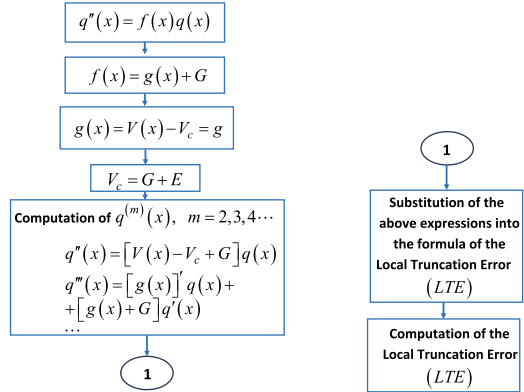 q″(x) = f(x)q(x)
f(x) = g(x)+G
g(x) = V(x)−V_c = g
V_c = G+E
Computation of q^(m)(x), m = 2,3,4⋯
q″(x) = [V(x)−V_c+G]q(x)
q‴(x) = [g(x)]′q(x)+
+[g(x)+G]q′(x)
⋯
1
1
Substitution of the
above expressions into
the formula of the
Local Truncation Error
(LTE)
Computation of the
Local Truncation Error
(LTE)